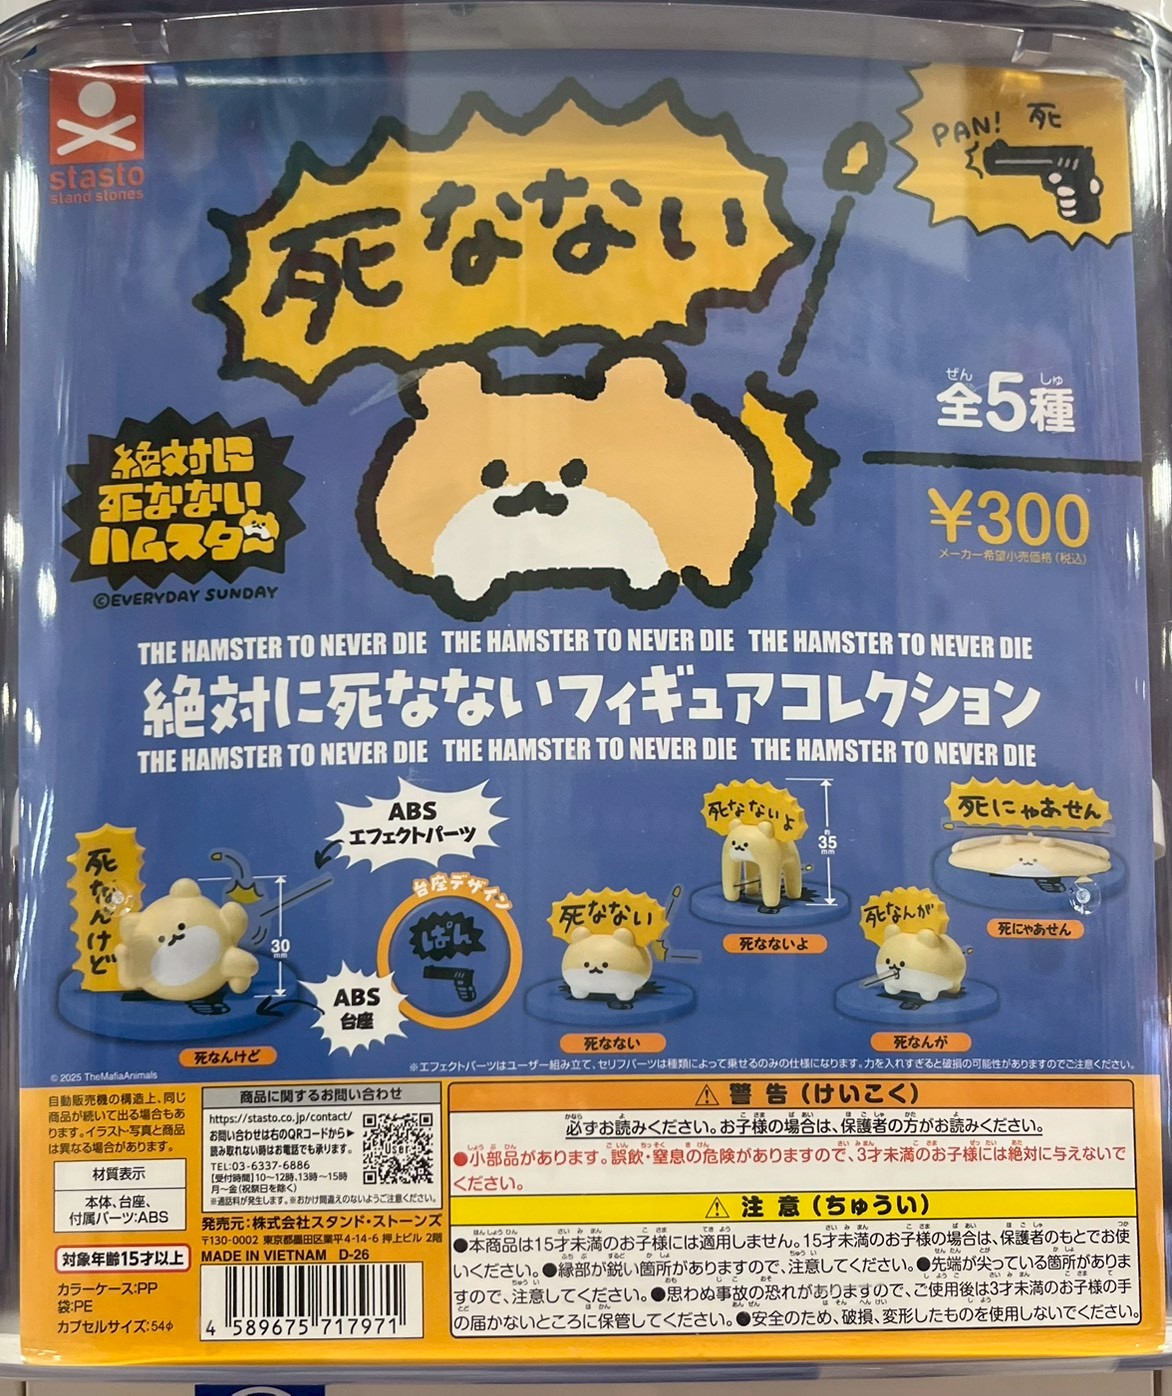 stasto
stand stones
死なない
PAN! 死
全5種
ぜん しゅ
¥300
メーカー希望小売価格(税込)
絶対に
死なない
ハムスター
©EVERYDAY SUNDAY
THE HAMSTER TO NEVER DIE THE HAMSTER TO NEVER DIE THE HAMSTER TO NEVER DIE
絶対に死なないフィギュアコレクション
THE HAMSTER TO NEVER DIE THE HAMSTER TO NEVER DIE THE HAMSTER TO NEVER DIE
死なんけど
30mm
死なんけど
ABS
エフェクトパーツ
ABS
台座
台座デザイン
ぱん
死なない
死なない
死なないよ
約35mm
死なないよ
死なんが
死なんが
死にゃあせん
死にゃあせん
※エフェクトパーツはユーザー組み立て、セリフパーツは種類によって乗せるのみの仕様になります。力を入れすぎると破損の可能性がありますのでご注意ください。
© 2025 TheMafiaAnimals
自動販売機の構造上、同じ
商品が続いて出る場合もあ
ります。イラスト・写真と商品
は異なる場合があります。
材質表示
本体、台座、
付属パーツ:ABS
対象年齢15才以上
カラーケース:PP
袋:PE
カプセルサイズ:54φ
商品に関するお問い合わせ
https://stasto.co.jp/contact/
お問い合わせは右のQRコードから▶
読み取れない時はお電話でも承ります。
TEL:03-6337-6886
【受付時間】10~12時、13時~15時
月~金(祝祭日を除く)
※通話料が発生します。※おかけ間違えのないようご注意ください。
User-s
発売元:株式会社スタンド・ストーンズ
〒130-0002 東京都墨田区業平4-14-6 押上ビル 2階
MADE IN VIETNAM D-26
4 589675 717971
⚠ 警告(けいこく)
必ずお読みください。お子様の場合は、保護者の方がお読みください。
●小部品があります。誤飲・窒息の危険がありますので、3才未満のお子様には絶対に与えないで
ください。
⚠ 注意(ちゅうい)
●本商品は15才未満のお子様には適用しません。15才未満のお子様の場合は、保護者のもとでお使
いください。●縁部が鋭い箇所がありますので、注意してください。●先端が尖っている箇所がありま
すので、注意してください。●思わぬ事故の恐れがありますので、ご使用後は3才未満のお子様の手
の届かないところに保管してください。●安全のため、破損、変形したものを使用しないでください。